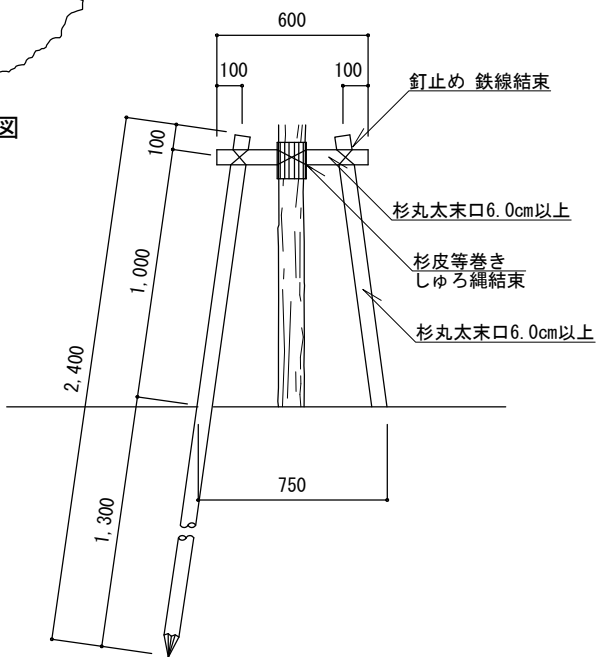 600
100
100
釘止め 鉄線結束
図
100
杉丸太末口6.0cm以上
杉皮等巻き
しゅろ縄結束
1,000
杉丸太末口6.0cm以上
2,400
750
1,300